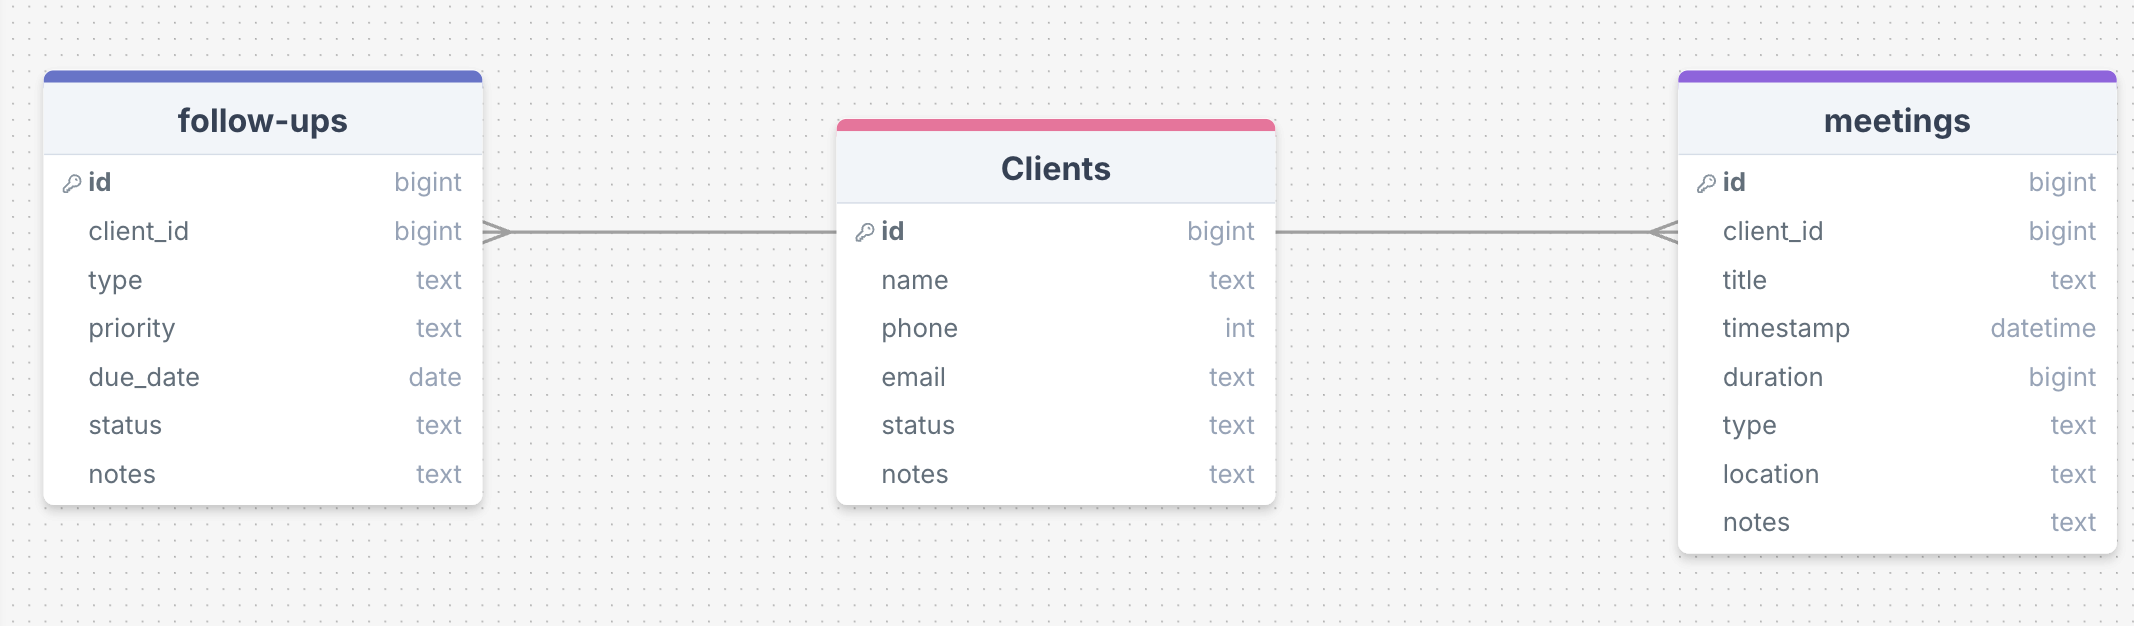 follow-ups
id bigint
client_id bigint
type text
priority text
due_date date
status text
notes text
Clients
id bigint
name text
phone int
email text
status text
notes text
meetings
id bigint
client_id bigint
title text
timestamp datetime
duration bigint
type text
location text
notes text